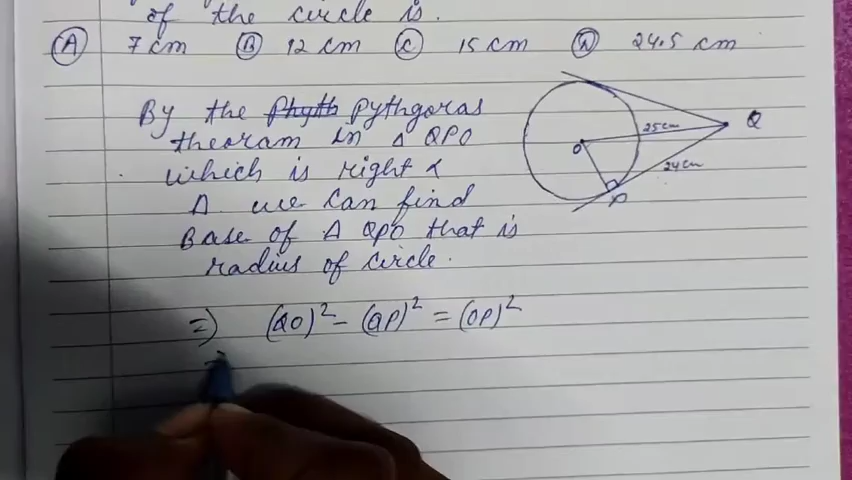 of the circle is.
(A) 7 cm (B) 12 cm (C) 15 cm (D) 24.5 cm
By the pythgoras
theoram in Δ QPO
which is right ∠
Δ we can find
Base of Δ QPO that is
radius of circle.
⇒) (QO)² - (QP)² = (OP)²
Q
25cm
O
24cm
P